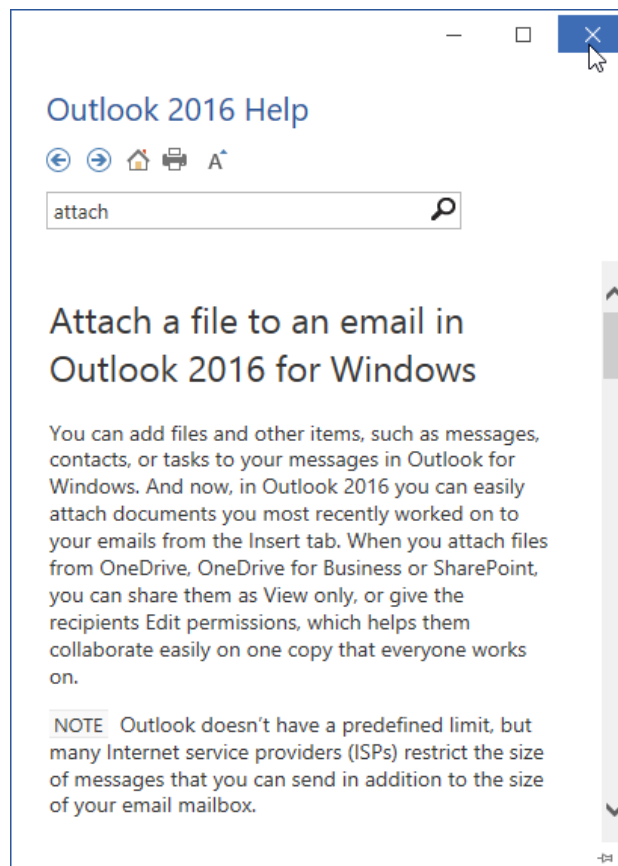 Outlook 2016 Help
A
attach
Attach a file to an email in
Outlook 2016 for Windows
You can add files and other items, such as messages,
contacts, or tasks to your messages in Outlook for
Windows. And now, in Outlook 2016 you can easily
attach documents you most recently worked on to
your emails from the Insert tab. When you attach files
from OneDrive, OneDrive for Business or SharePoint,
you can share them as View only, or give the
recipients Edit permissions, which helps them
collaborate easily on one copy that everyone works
on.
NOTE Outlook doesn't have a predefined limit, but
many Internet service providers (ISPs) restrict the size
of messages that you can send in addition to the size
of your email mailbox.